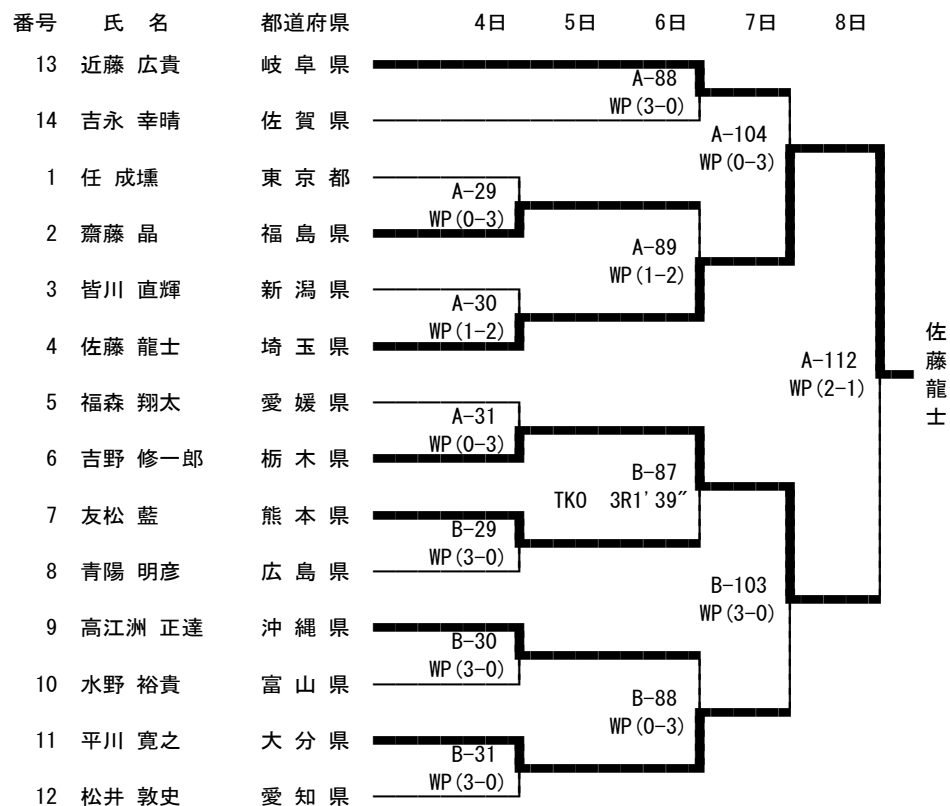 番号 氏 名 都道府県 4日 5日 6日 7日 8日
13 近藤 広貴 岐阜県
A-88
WP(3-0)
14 吉永 幸晴 佐賀県
A-104
WP(0-3)
1 任 成壎 東京都
A-29
WP(0-3)
2 齋藤 晶 福島県
A-89
WP(1-2)
3 皆川 直輝 新潟県
A-30
WP(1-2)
4 佐藤 龍士 埼玉県
A-112
WP(2-1)
佐藤龍士
5 福森 翔太 愛媛県
A-31
WP(0-3)
6 吉野 修一郎 栃木県
B-87
TKO 3R1'39"
7 友松 藍 熊本県
B-29
WP(3-0)
8 青陽 明彦 広島県
B-103
WP(3-0)
9 高江洲 正達 沖縄県
B-30
WP(3-0)
10 水野 裕貴 富山県
B-88
WP(0-3)
11 平川 寛之 大分県
B-31
WP(3-0)
12 松井 敦史 愛知県